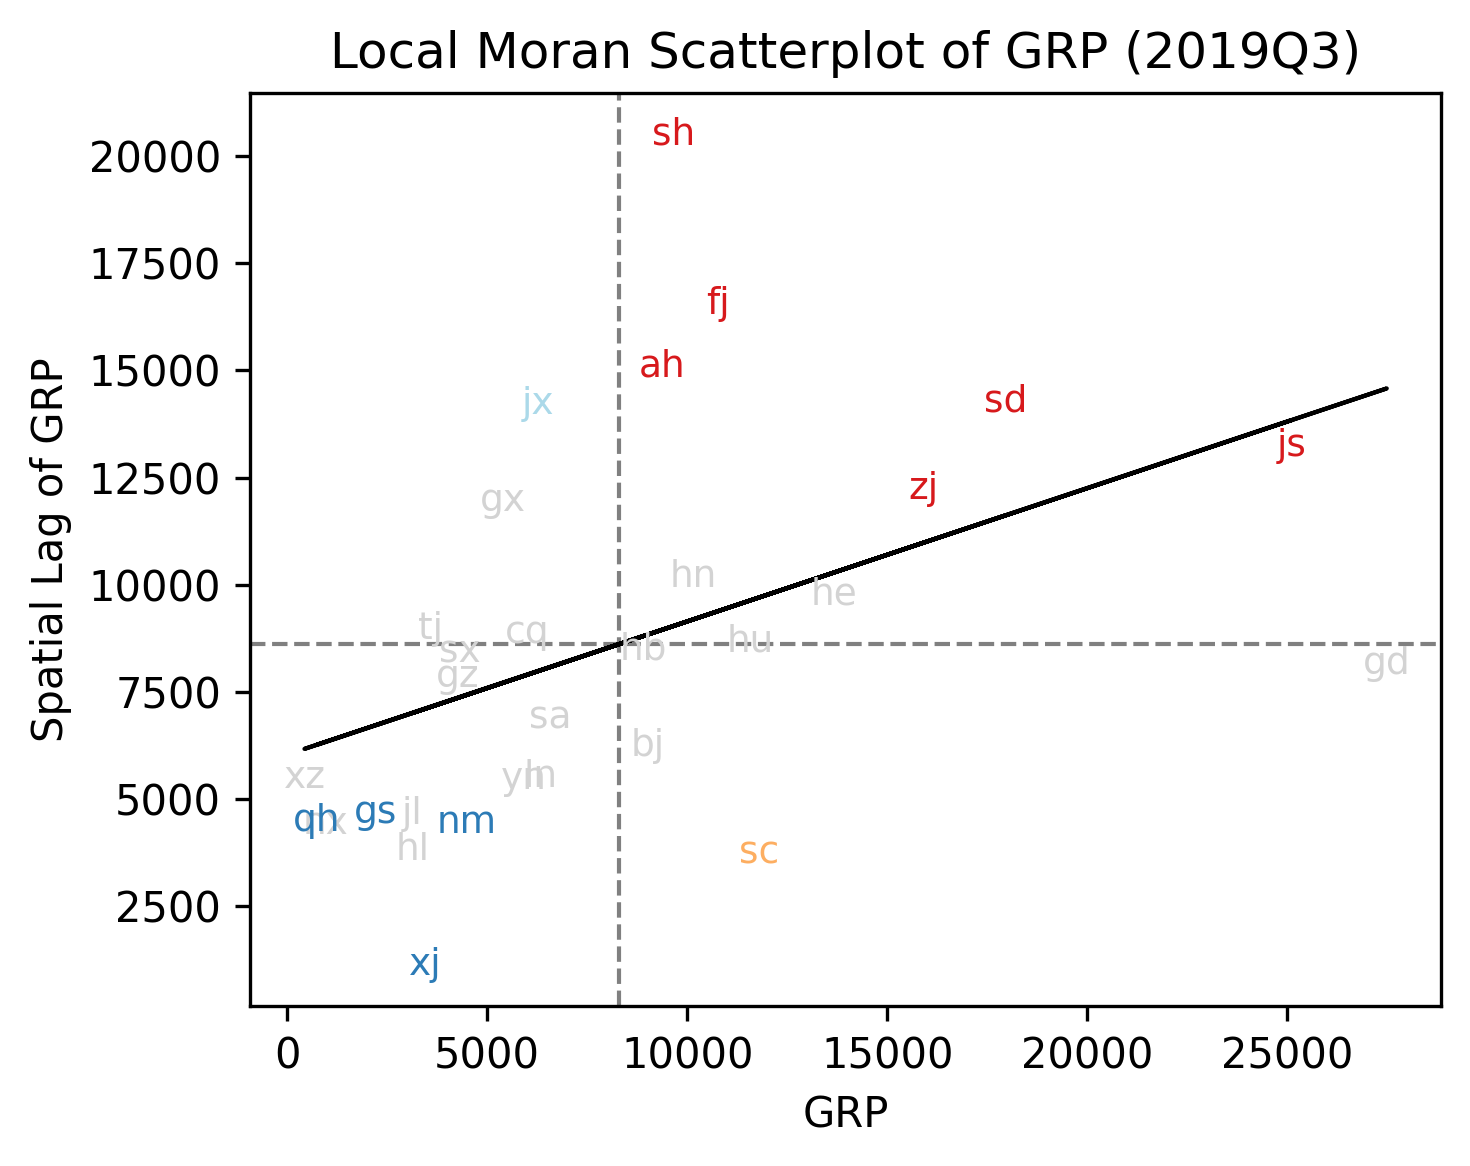 Local Moran Scatterplot of GRP (2019Q3)
Spatial Lag of GRP
20000
17500
15000
12500
10000
7500
5000
2500
sh
fj
ah
jx
sd
js
zj
gx
hn
he
tj
cq
hu
sx
hb
gd
gz
sa
bj
xz
yn
ln
qh
nx
gs
jl
nm
hl
sc
xj
0
5000
10000
15000
20000
25000
GRP